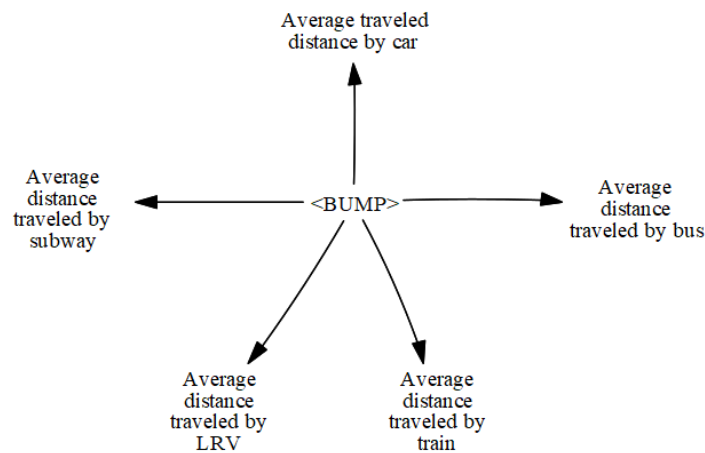 Average traveled
distance by car
Average
distance
traveled by
subway
<BUMP>
Average
distance
traveled by bus
Average
distance
traveled by
LRV
Average
distance
traveled by
train